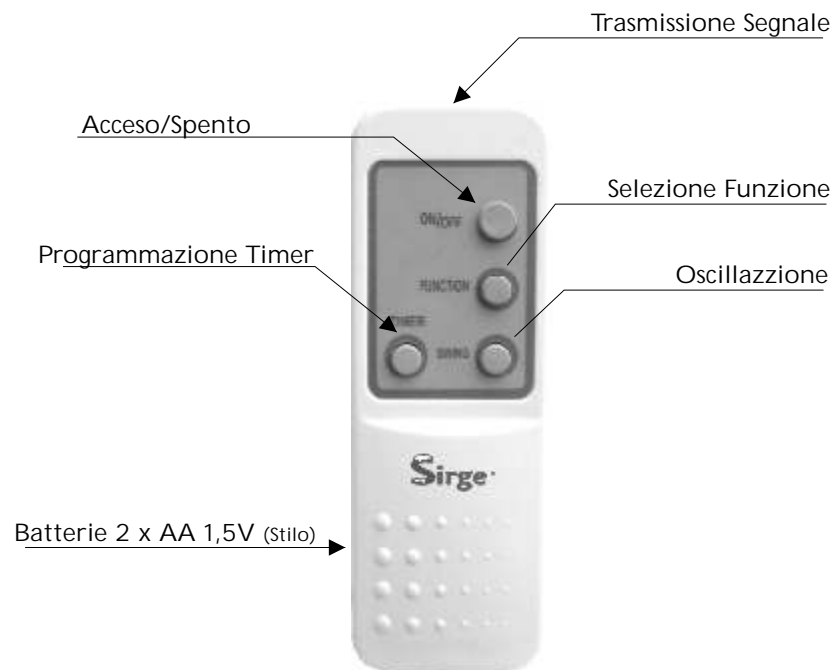 Trasmissione Segnale
Acceso/Spento
Selezione Funzione
ON/OFF
Programmazione Timer
Oscillazzione
FUNCTION
TIMER
SWING
Sirge
Batterie 2 x AA 1,5V (Stilo)